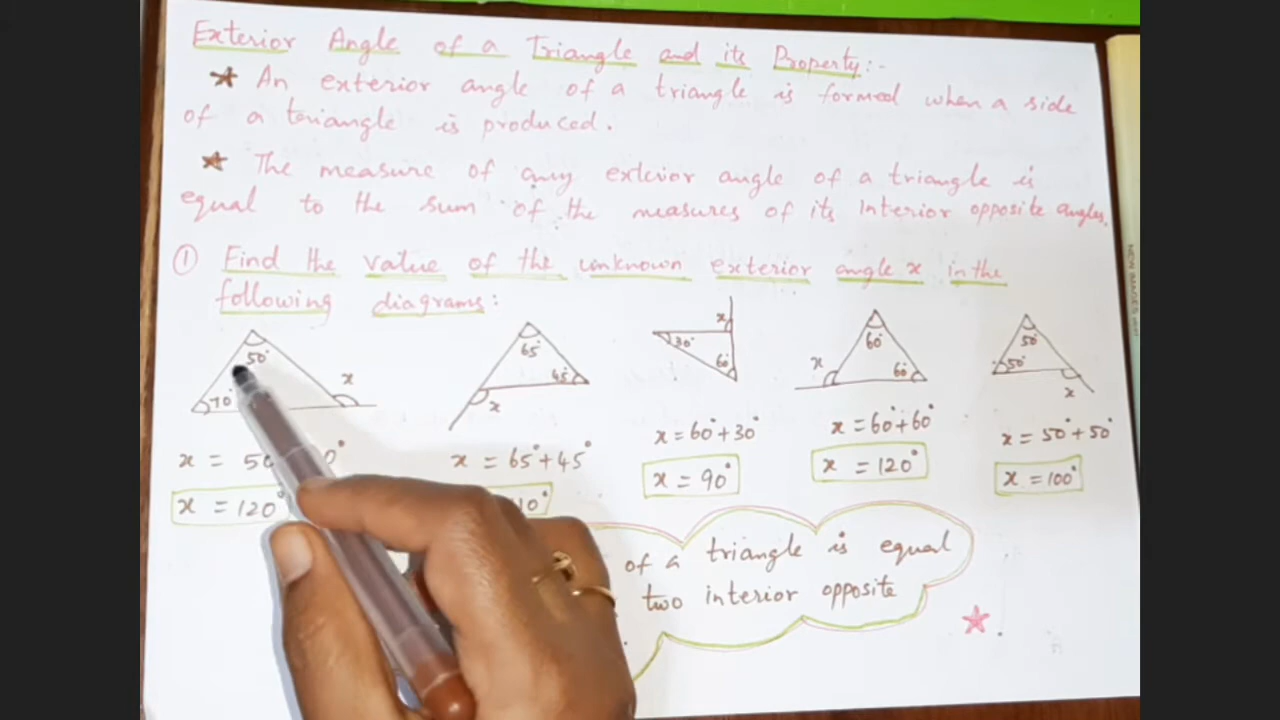 Exterior Angle of a Triangle and its Property:-
★ An exterior angle of a triangle is formed when a side
of a triangle is produced.
★ The measure of any exterior angle of a triangle is
equal to the sum of the measures of its Interior opposite angles.
① Find the value of the unknown exterior angle x in the
following diagrams:
50° 70° x
65° 45° x
x 30° 60°
x 60° 60°
50° 50° x
x = 50 0°
x = 120°
x = 65° + 45°
10°
x = 60° + 30°
x = 90°
x = 60° + 60°
x = 120°
x = 50° + 50°
x = 100°
of a triangle is equal
two interior opposite